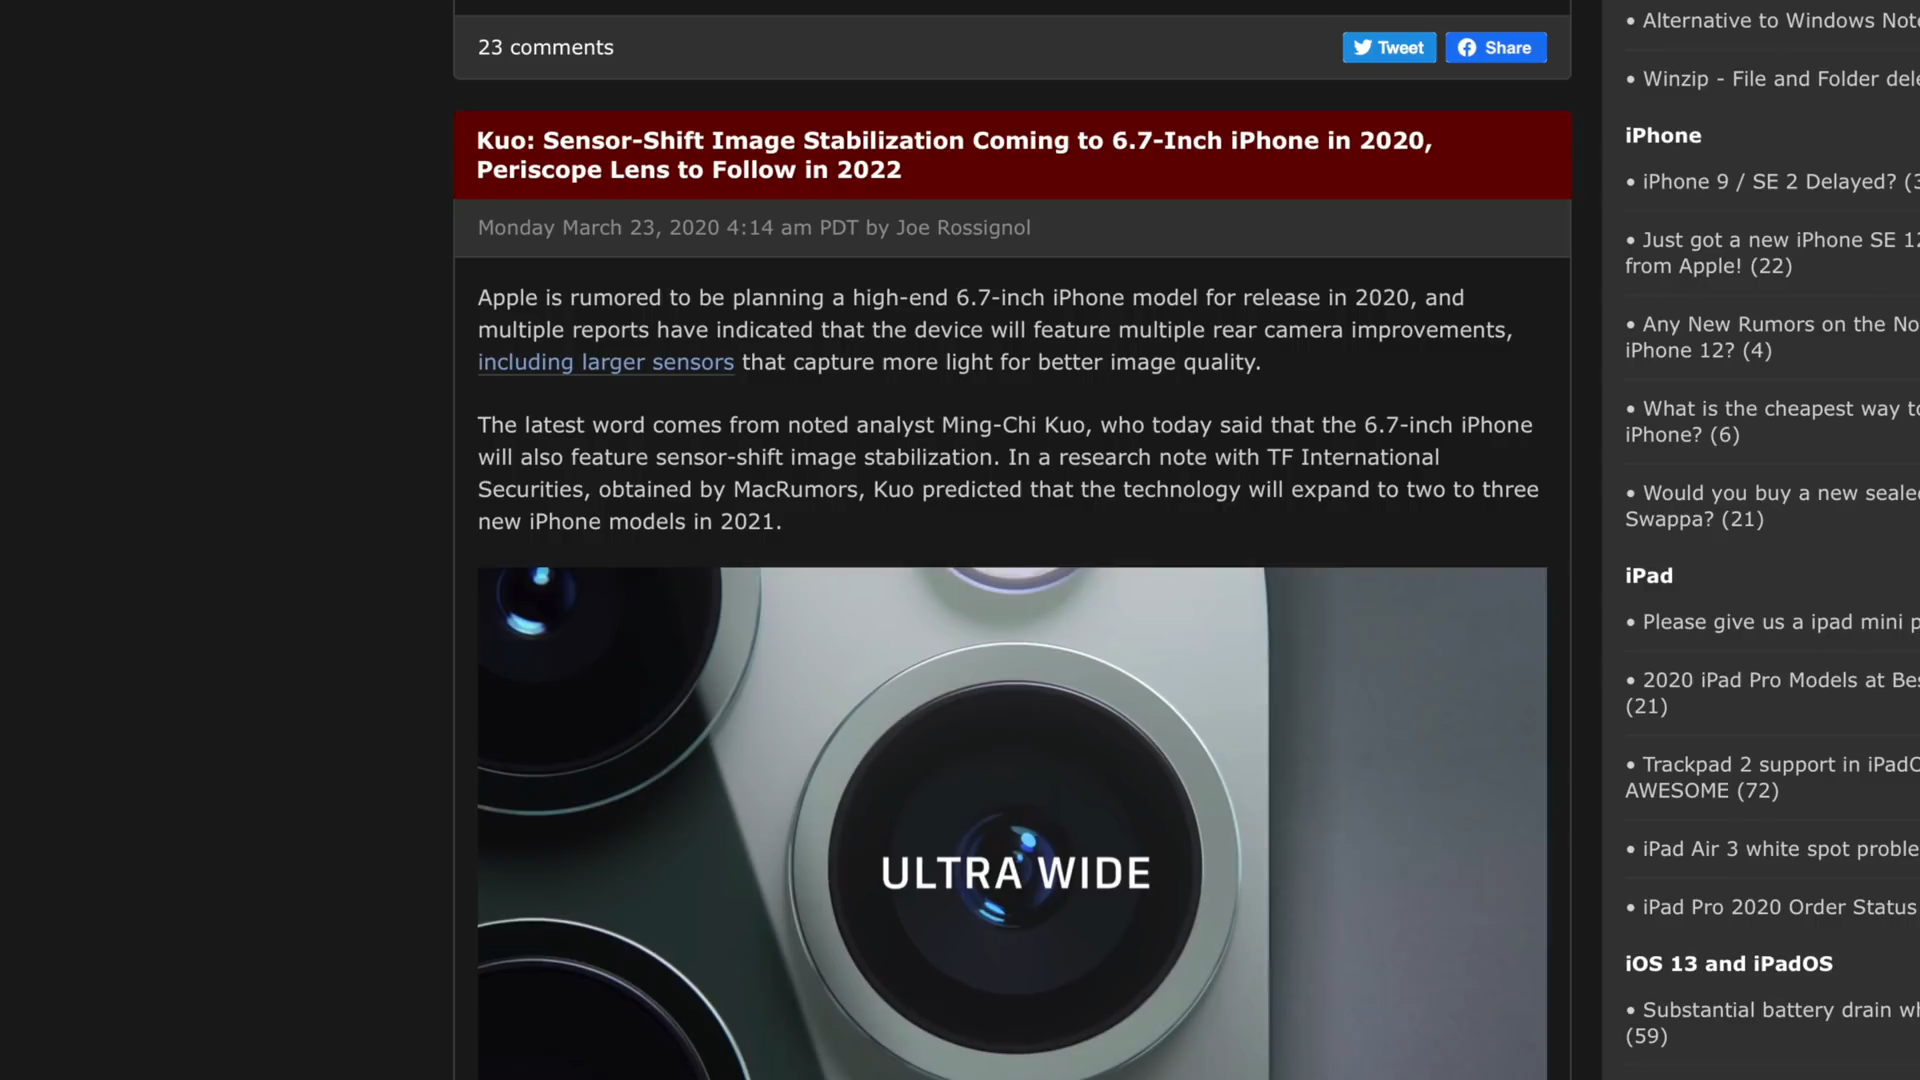 23 comments
Tweet
Share
Kuo: Sensor-Shift Image Stabilization Coming to 6.7-Inch iPhone in 2020,
Periscope Lens to Follow in 2022
Monday March 23, 2020 4:14 am PDT by Joe Rossignol
Apple is rumored to be planning a high-end 6.7-inch iPhone model for release in 2020, and
multiple reports have indicated that the device will feature multiple rear camera improvements,
including larger sensors that capture more light for better image quality.
The latest word comes from noted analyst Ming-Chi Kuo, who today said that the 6.7-inch iPhone
will also feature sensor-shift image stabilization. In a research note with TF International
Securities, obtained by MacRumors, Kuo predicted that the technology will expand to two to three
new iPhone models in 2021.
ULTRA WIDE
• Alternative to Windows
• Winzip - File and Folder
iPhone
• iPhone 9 / SE 2 Delayed?
• Just got a new iPhone SE
from Apple! (22)
• Any New Rumors on the
iPhone 12? (4)
• What is the cheapest way
iPhone? (6)
• Would you buy a new
Swappa? (21)
iPad
• Please give us a ipad mini
• 2020 iPad Pro Models at
(21)
• Trackpad 2 support in
AWESOME (72)
• iPad Air 3 white spot
• iPad Pro 2020 Order Status
iOS 13 and iPadOS
• Substantial battery drain
(59)